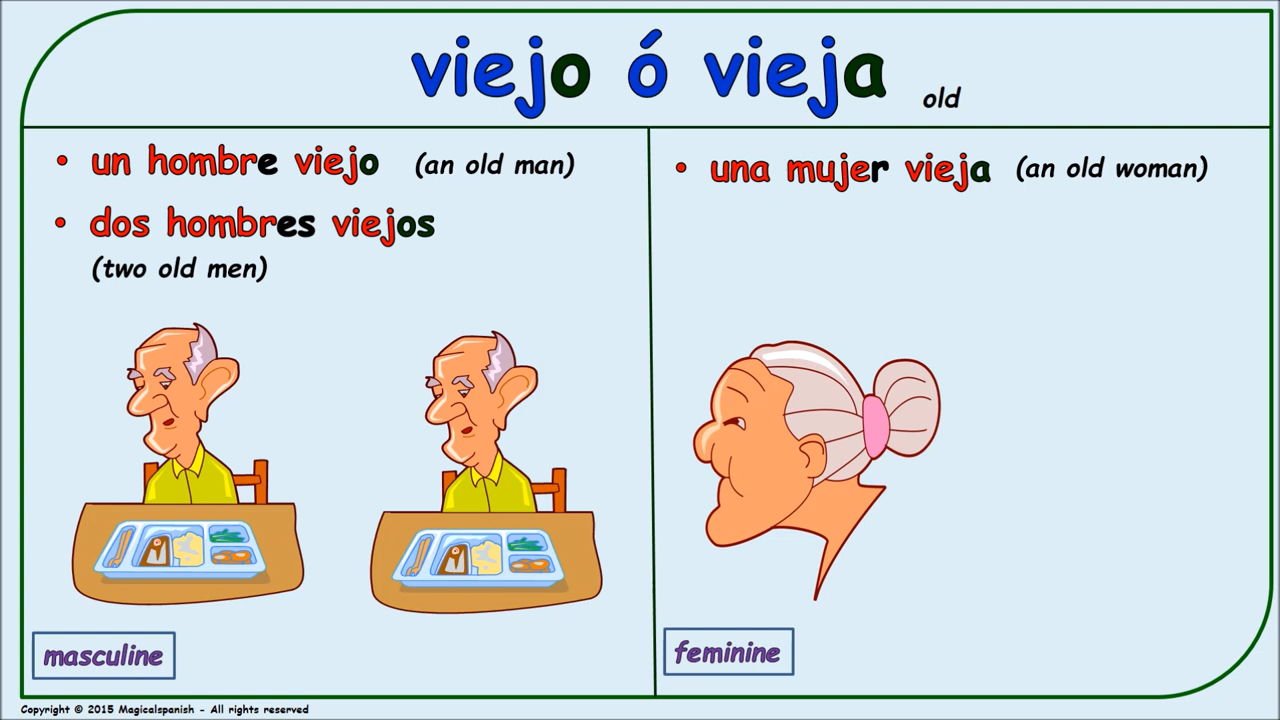 viejo ó vieja old
• un hombre viejo (an old man)
• dos hombres viejos
(two old men)
masculine
• una mujer vieja (an old woman)
feminine
Copyright © 2015 Magicalspanish - All rights reserved